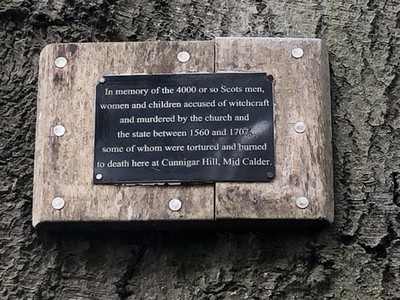 In memory of the 4000 or so Scots men,
women and children accused of witchcraft
and murdered by the church and
the state between 1560 and 1707,
some of whom were tortured and burned
to death here at Cunnigar Hill, Mid Calder.